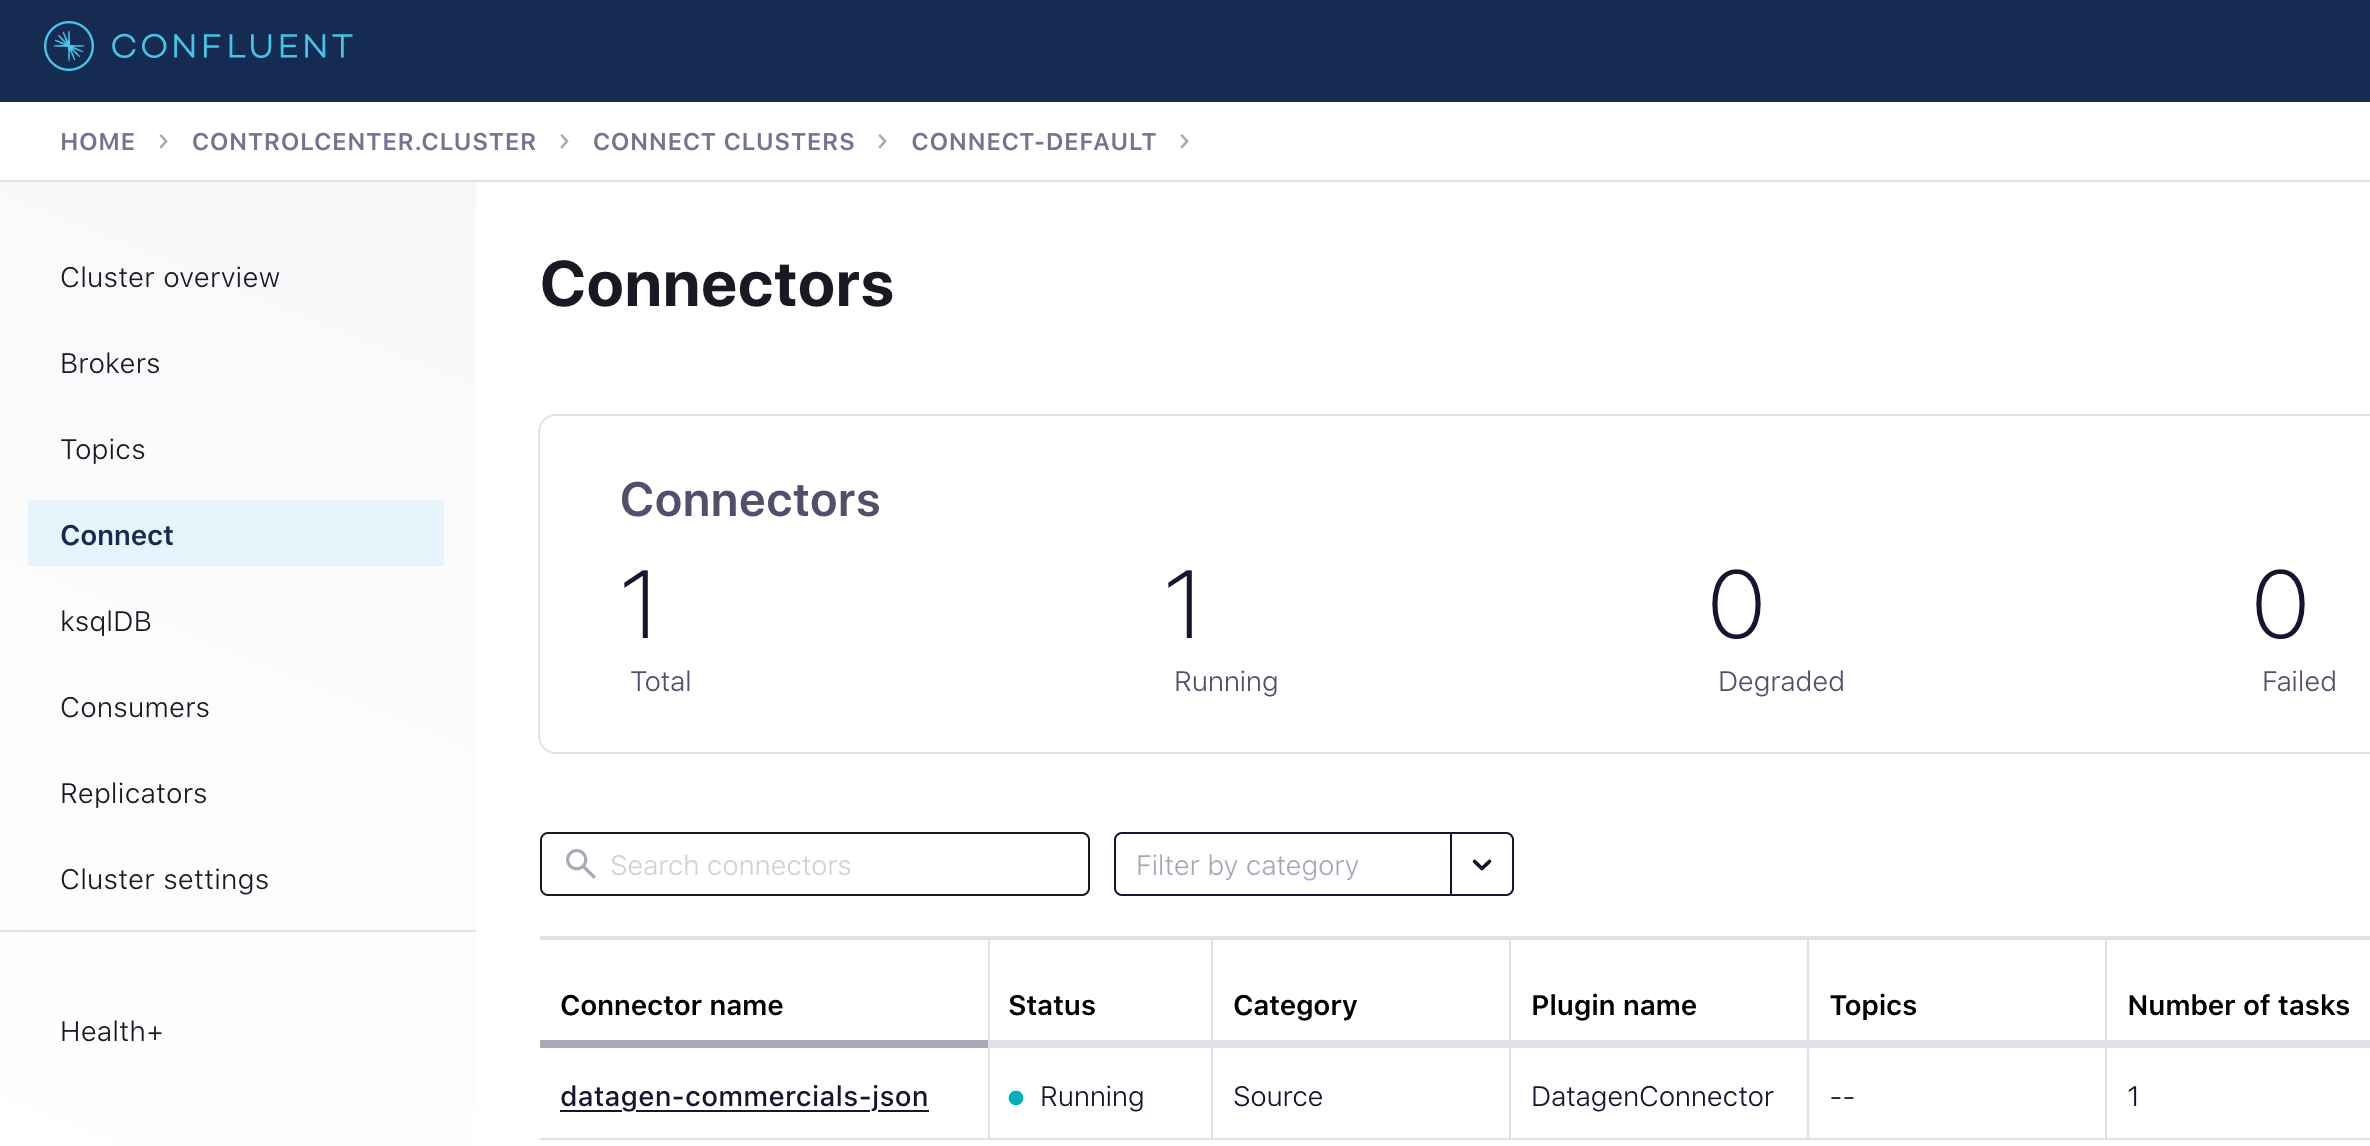 CONFLUENT
HOME > CONTROLCENTER.CLUSTER > CONNECT CLUSTERS > CONNECT-DEFAULT >
Cluster overview
Brokers
Topics
Connect
ksqlDB
Consumers
Replicators
Cluster settings
Health+
Connectors
Connectors
1 1 0 0
Total Running Degraded Failed
Search connectors Filter by category
Connector name Status Category Plugin name Topics Number of tasks
datagen-commercials-json Running Source DatagenConnector -- 1